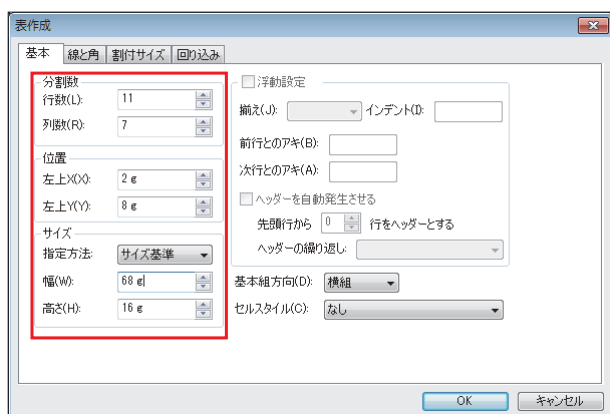 表作成
基本 線と角 割付サイズ 回り込み
分割数
行数(L): 11
列数(R): 7
位置
左上X(X): 2 g
左上Y(Y): 8 g
サイズ
指定方法: サイズ基準
幅(W): 68 g
高さ(H): 16 g
浮動設定
揃え(J): インデント(I):
前行とのアキ(B):
次行とのアキ(A):
ヘッダーを自動発生させる
先頭行から 0 行をヘッダーとする
ヘッダーの繰り返し:
基本組方向(D): 横組
セルスタイル(C): なし
OK キャンセル